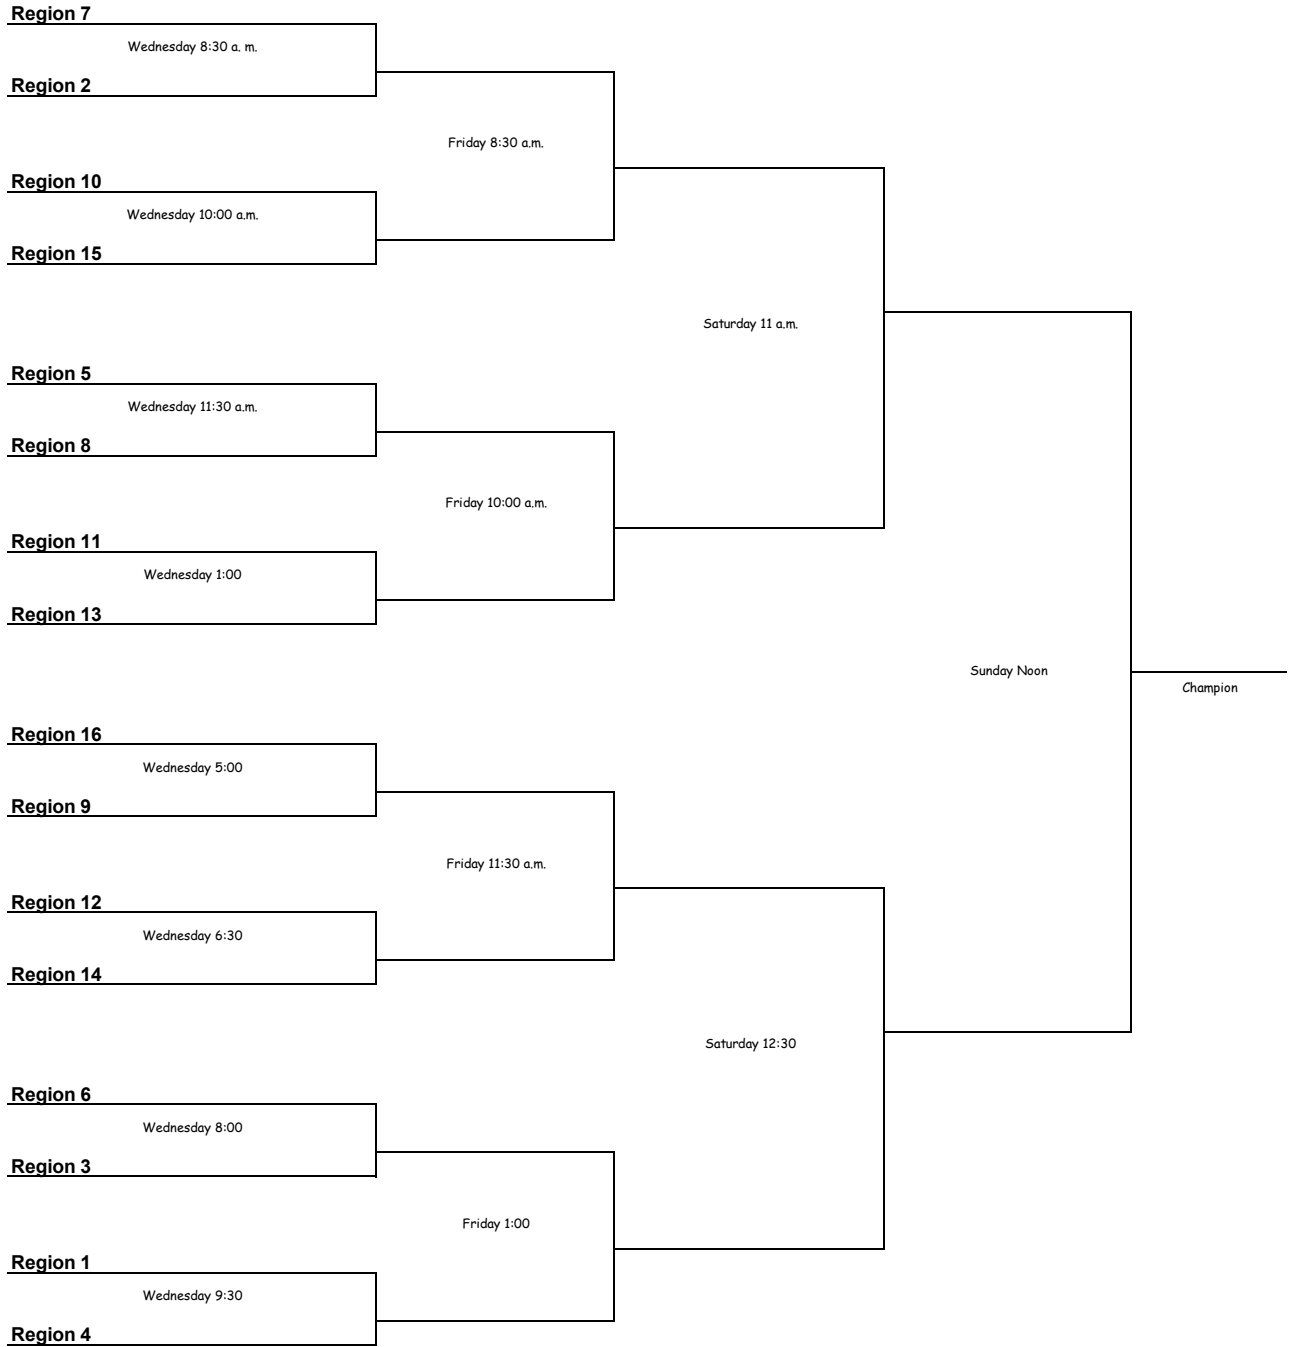 Region 7
Wednesday 8:30 a. m.
Region 2
Friday 8:30 a.m.
Region 10
Wednesday 10:00 a.m.
Region 15
Saturday 11 a.m.
Region 5
Wednesday 11:30 a.m.
Region 8
Friday 10:00 a.m.
Region 11
Wednesday 1:00
Region 13
Sunday Noon
Champion
Region 16
Wednesday 5:00
Region 9
Friday 11:30 a.m.
Region 12
Wednesday 6:30
Region 14
Saturday 12:30
Region 6
Wednesday 8:00
Region 3
Friday 1:00
Region 1
Wednesday 9:30
Region 4